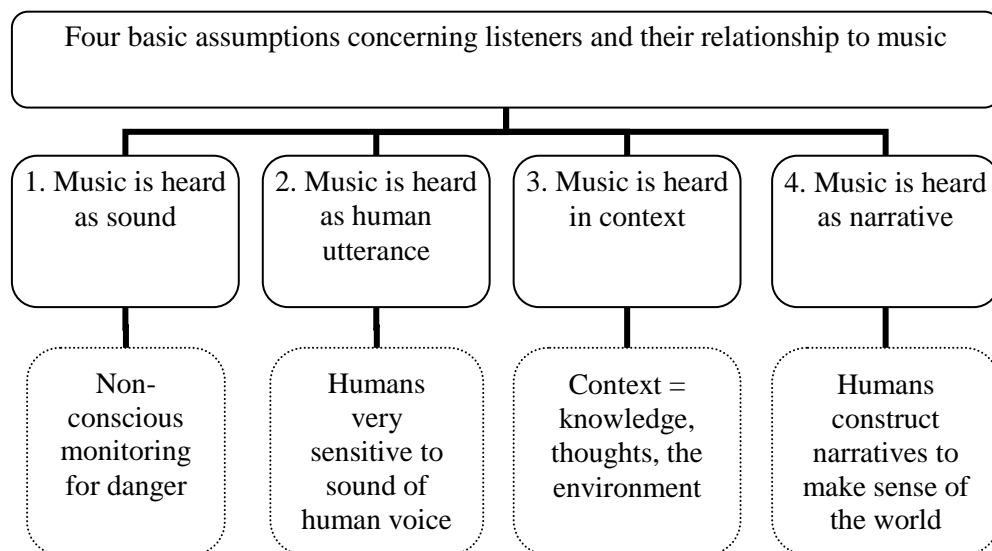 Four basic assumptions concerning listeners and their relationship to music
1. Music is heard
as sound
2. Music is heard
as human
utterance
3. Music is heard
in context
4. Music is heard
as narrative
Non-
conscious
monitoring
for danger
Humans
very
sensitive to
sound of
human voice
Context =
knowledge,
thoughts, the
environment
Humans
construct
narratives to
make sense of
the world